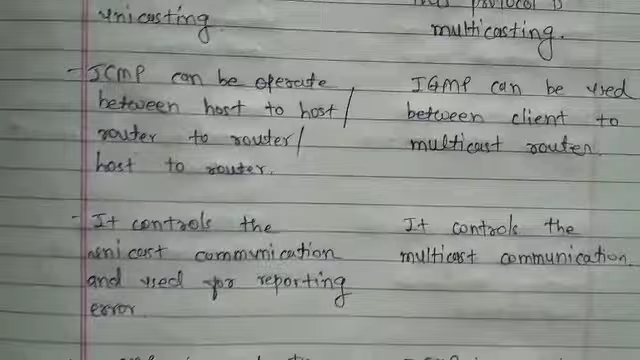 unicasting.
protocol is
multicasting.
- ICMP can be operate
between host to host /
router to router /
host to router.
IGMP can be used
between client to
multicast router.
- It controls the
unicast communication
and used for reporting
error.
It controls the
multicast communication.